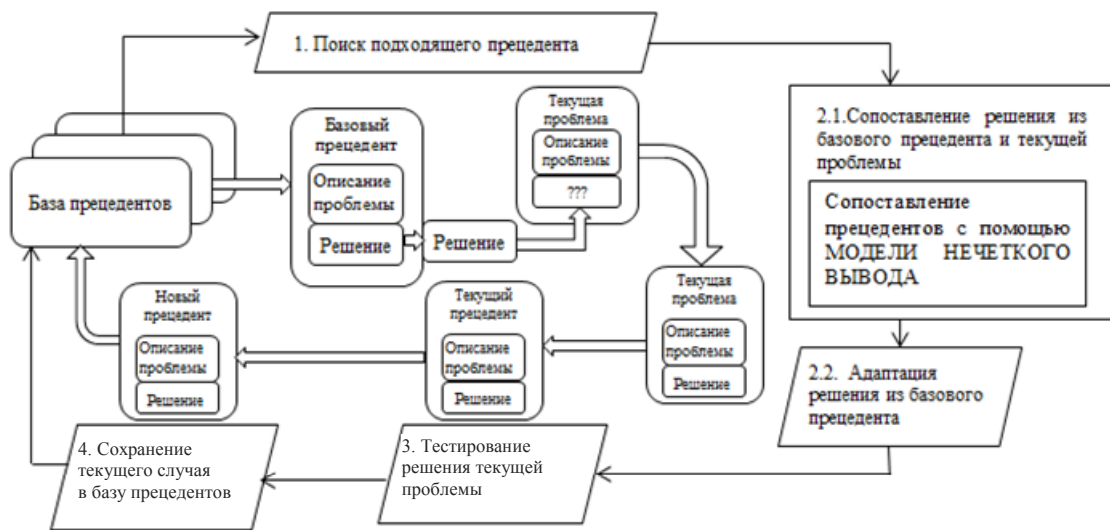 1. Поиск подходящего прецедента
База прецедентов
Базовый
прецедент
Описание
проблемы
Решение
Решение
Текущая
проблема
Описание
проблемы
???
2.1.Сопоставление решения из
базового прецедента и текущей
проблемы
Сопоставление
прецедентов с помощью
МОДЕЛИ НЕЧЕТКОГО
ВЫВОДА
Новый
прецедент
Описание
проблемы
Решение
Текущий
прецедент
Описание
проблемы
Решение
Текущая
проблема
Описание
проблемы
Решение
2.2. Адаптация
решения из базового
прецедента
4. Сохранение
текущего случая
в базу прецедентов
3. Тестирование
решения текущей
проблемы